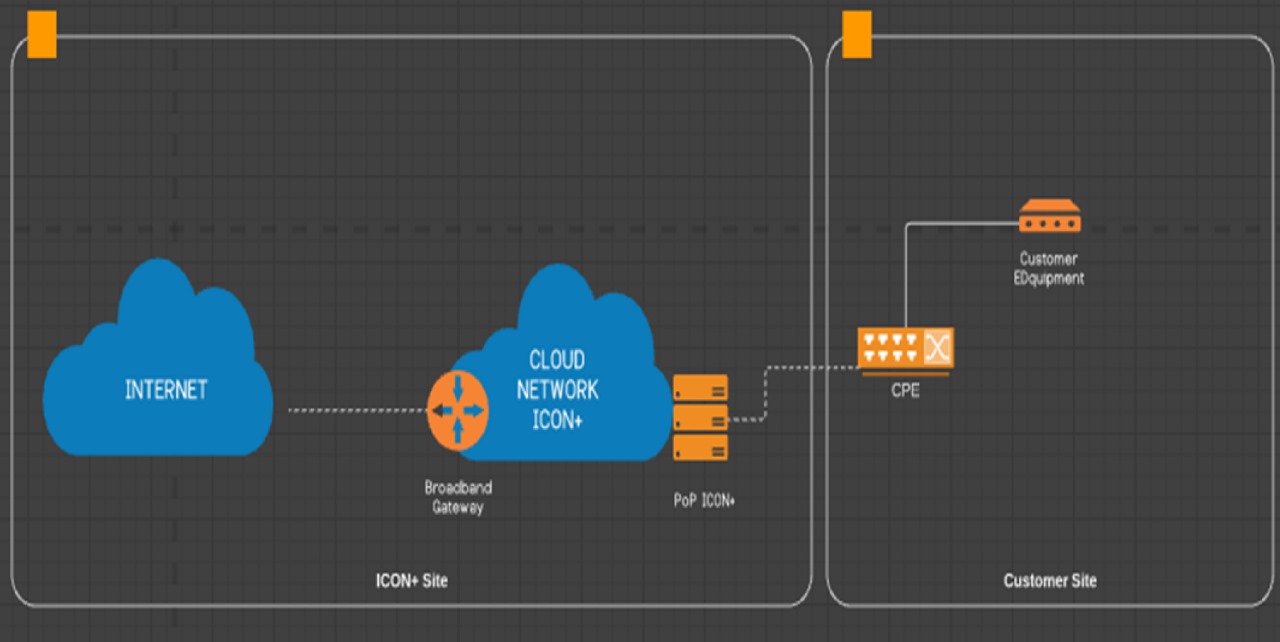 INTERNET
CLOUD
NETWORK
ICON+
Broadband
Gateway
PoP ICON+
ICON+ Site
Customer
EDquipment
CPE
Customer Site